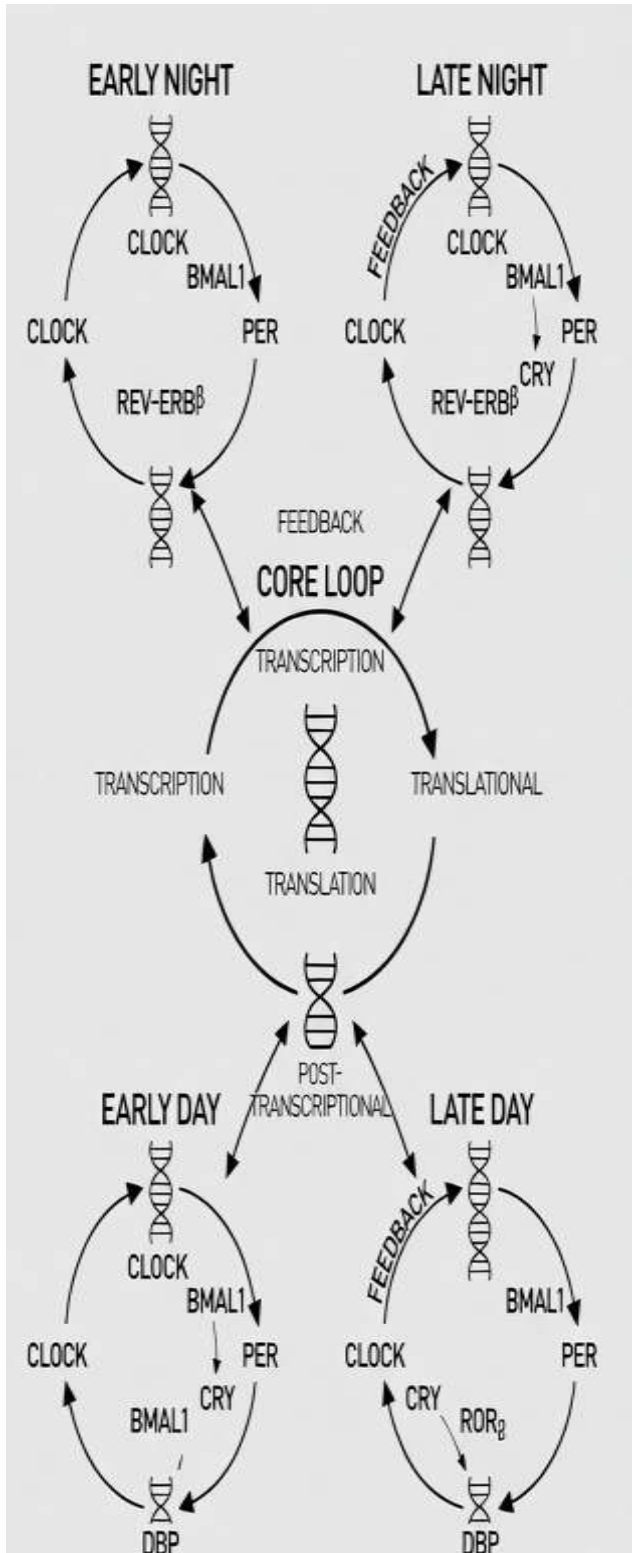 EARLY NIGHT
CLOCK
BMAL1
CLOCK
PER
REV-ERBβ
LATE NIGHT
FEEDBACK
CLOCK
BMAL1
CLOCK
PER
CRY
REV-ERBβ
FEEDBACK
CORE LOOP
TRANSCRIPTION
TRANSCRIPTION
TRANSLATIONAL
TRANSLATION
POST-
TRANSCRIPTIONAL
EARLY DAY
CLOCK
BMAL1
CLOCK
PER
CRY
BMAL1
DBP
LATE DAY
FEEDBACK
BMAL1
CLOCK
PER
CRY
ROR
DBP